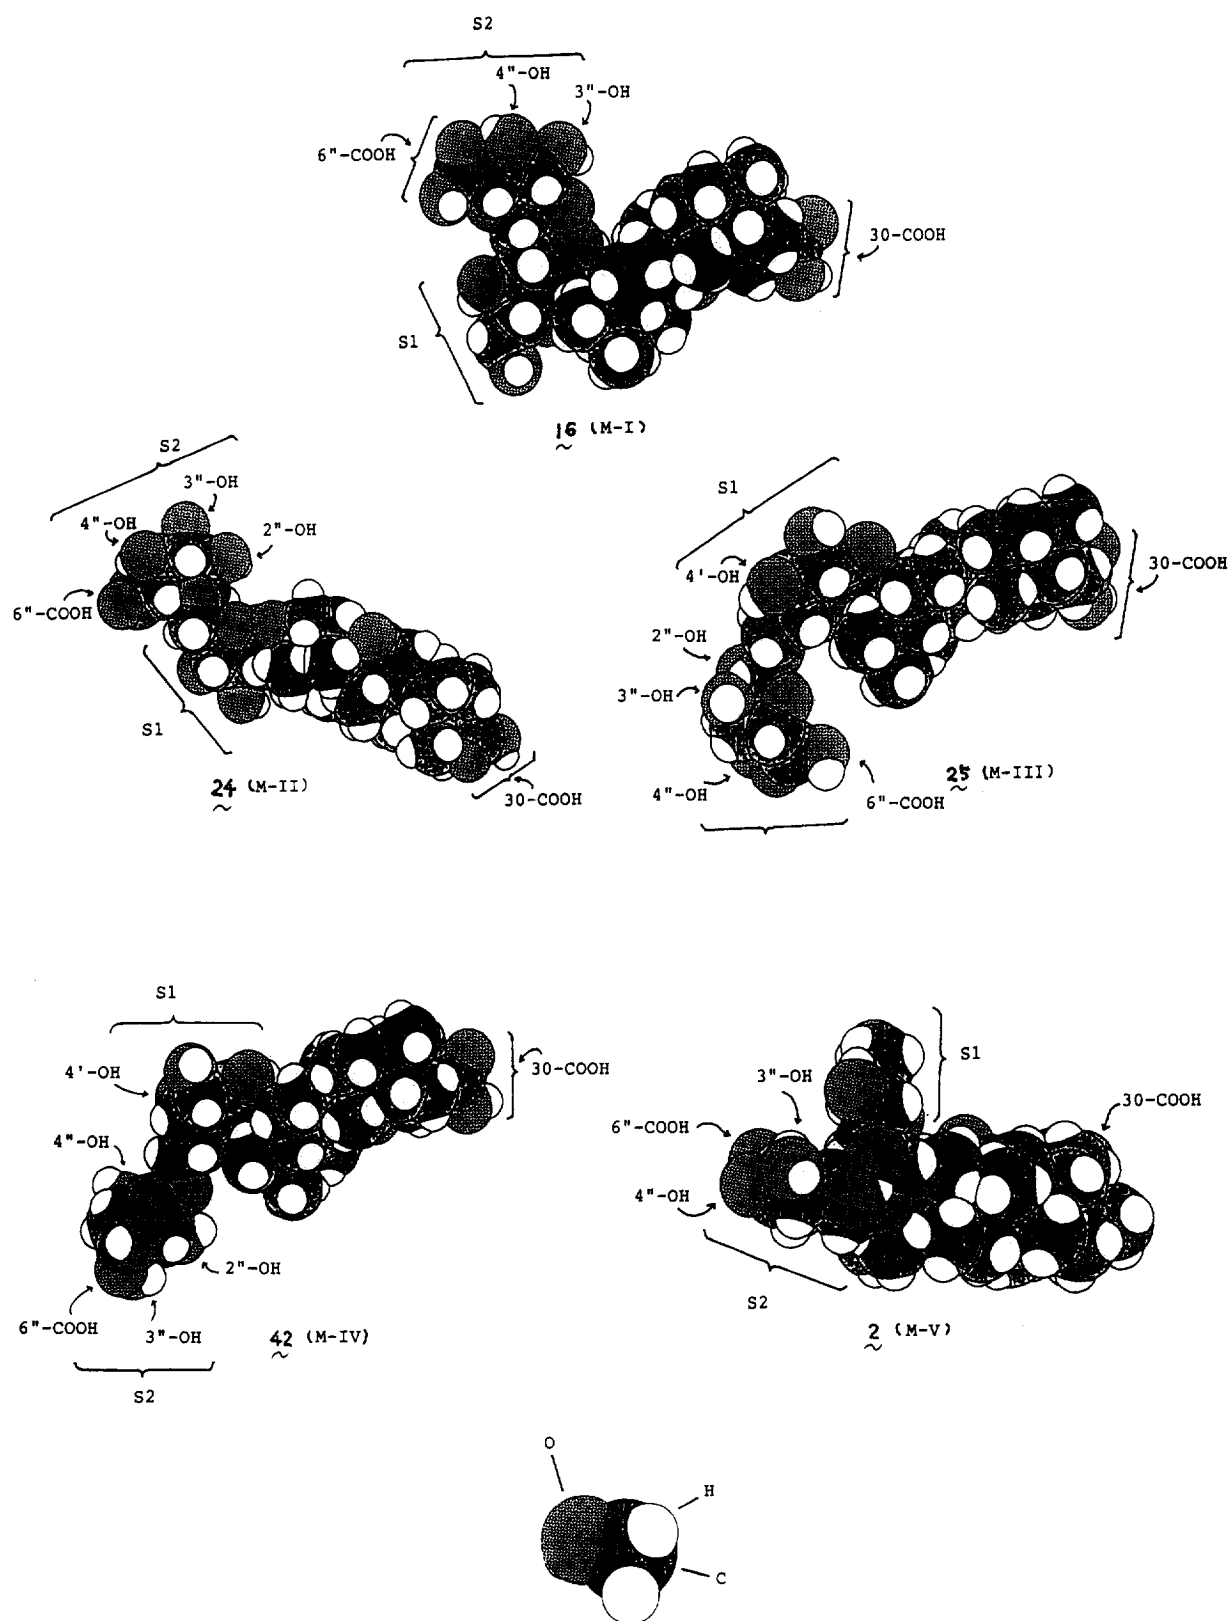 S2
4"-OH
3"-OH
6"-COOH
30-COOH
S1
16 (M-I)
S2
3"-OH
4"-OH
2"-OH
6"-COOH
S1
24 (M-II)
30-COOH
S1
30-COOH
4'-OH
2"-OH
3"-OH
4"-OH
6"-COOH
25 (M-III)
S1
30-COOH
4'-OH
4"-OH
2"-OH
6"-COOH
3"-OH
42 (M-IV)
S2
S1
3"-OH
30-COOH
6"-COOH
4"-OH
S2
2 (M-V)
O
H
C